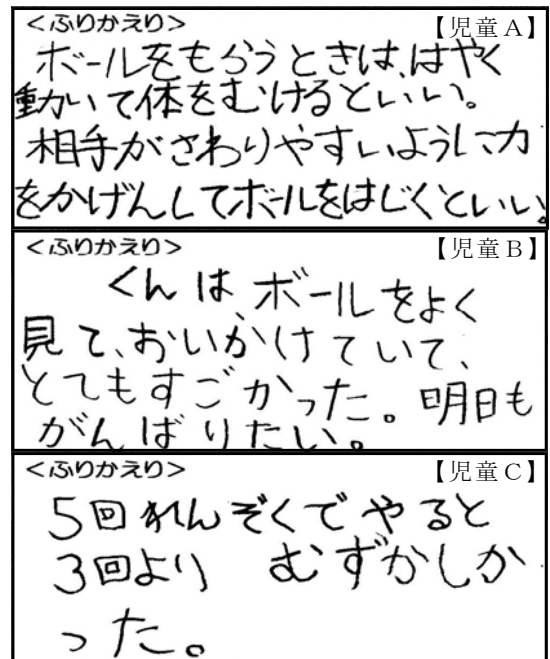 <ふりかえり> 【児童A】
ボールをもらうときは、はやく
動いて体をむけるといい。
相手がさわりやすいように力
をかげんしてボールをはじくといい。
<ふりかえり> 【児童B】
くんは、ボールをよく
見て、おいかけていて、
とてもすごかった。明日も
がんばりたい。
<ふりかえり> 【児童C】
5回れんぞくでやると
3回より むずかしか
った。